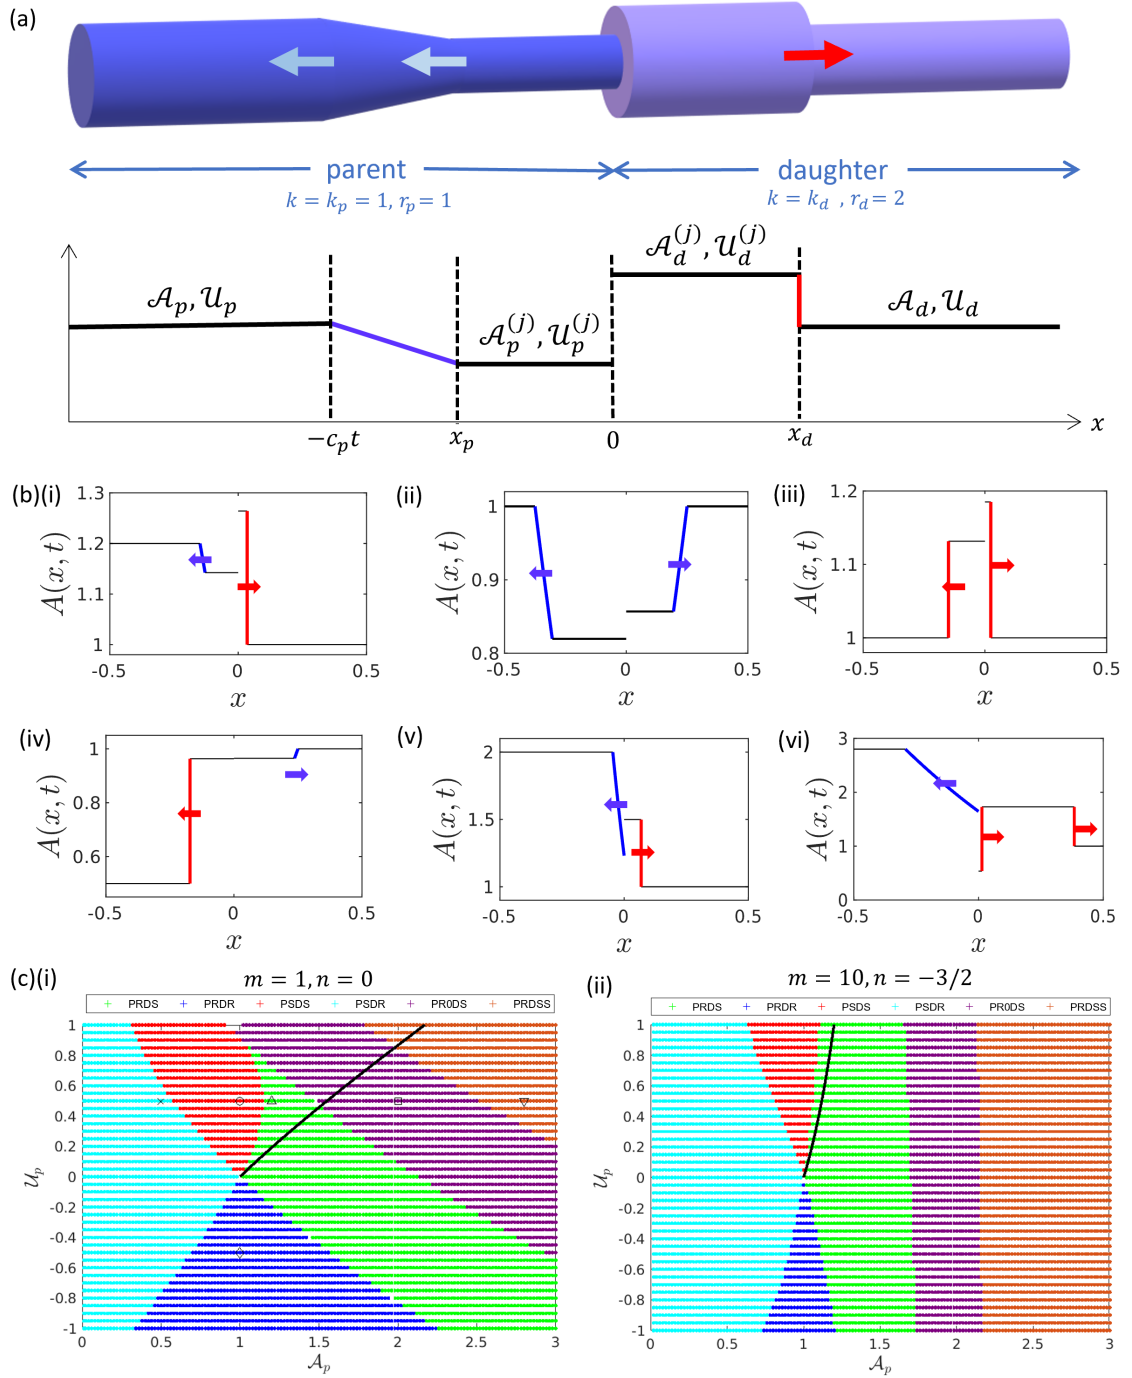 (a)
parent
daughter
k = k_p = 1, r_p = 1
k = k_d , r_d = 2
𝒜_d^(j), 𝒰_d^(j)
𝒜_p, 𝒰_p
𝒜_p^(j), 𝒰_p^(j)
𝒜_d, 𝒰_d
−c_p t
x_p
0
x_d
x
(b)(i)
1.3
1.2
1.1
1
-0.5
0
0.5
A(x, t)
x
(ii)
1
0.9
0.8
-0.5
0
0.5
A(x, t)
x
(iii)
1.2
1.1
1
-0.5
0
0.5
A(x, t)
x
(iv)
1
0.8
0.6
-0.5
0
0.5
A(x, t)
x
(v)
2
1.5
1
-0.5
0
0.5
A(x, t)
x
(vi)
3
2
1
0
-0.5
0
0.5
A(x, t)
x
(c)(i)
m = 1, n = 0
PRDS PRDR PSDS PSDR PR0DS PRDSS
1
0.8
0.6
0.4
0.2
0
-0.2
-0.4
-0.6
-0.8
-1
𝒰_p
0 0.5 1 1.5 2 2.5 3
𝒜_p
(ii)
m = 10, n = −3/2
PRDS PRDR PSDS PSDR PR0DS PRDSS
1
0.8
0.6
0.4
0.2
0
-0.2
-0.4
-0.6
-0.8
-1
𝒰_p
0 0.5 1 1.5 2 2.5 3
𝒜_p